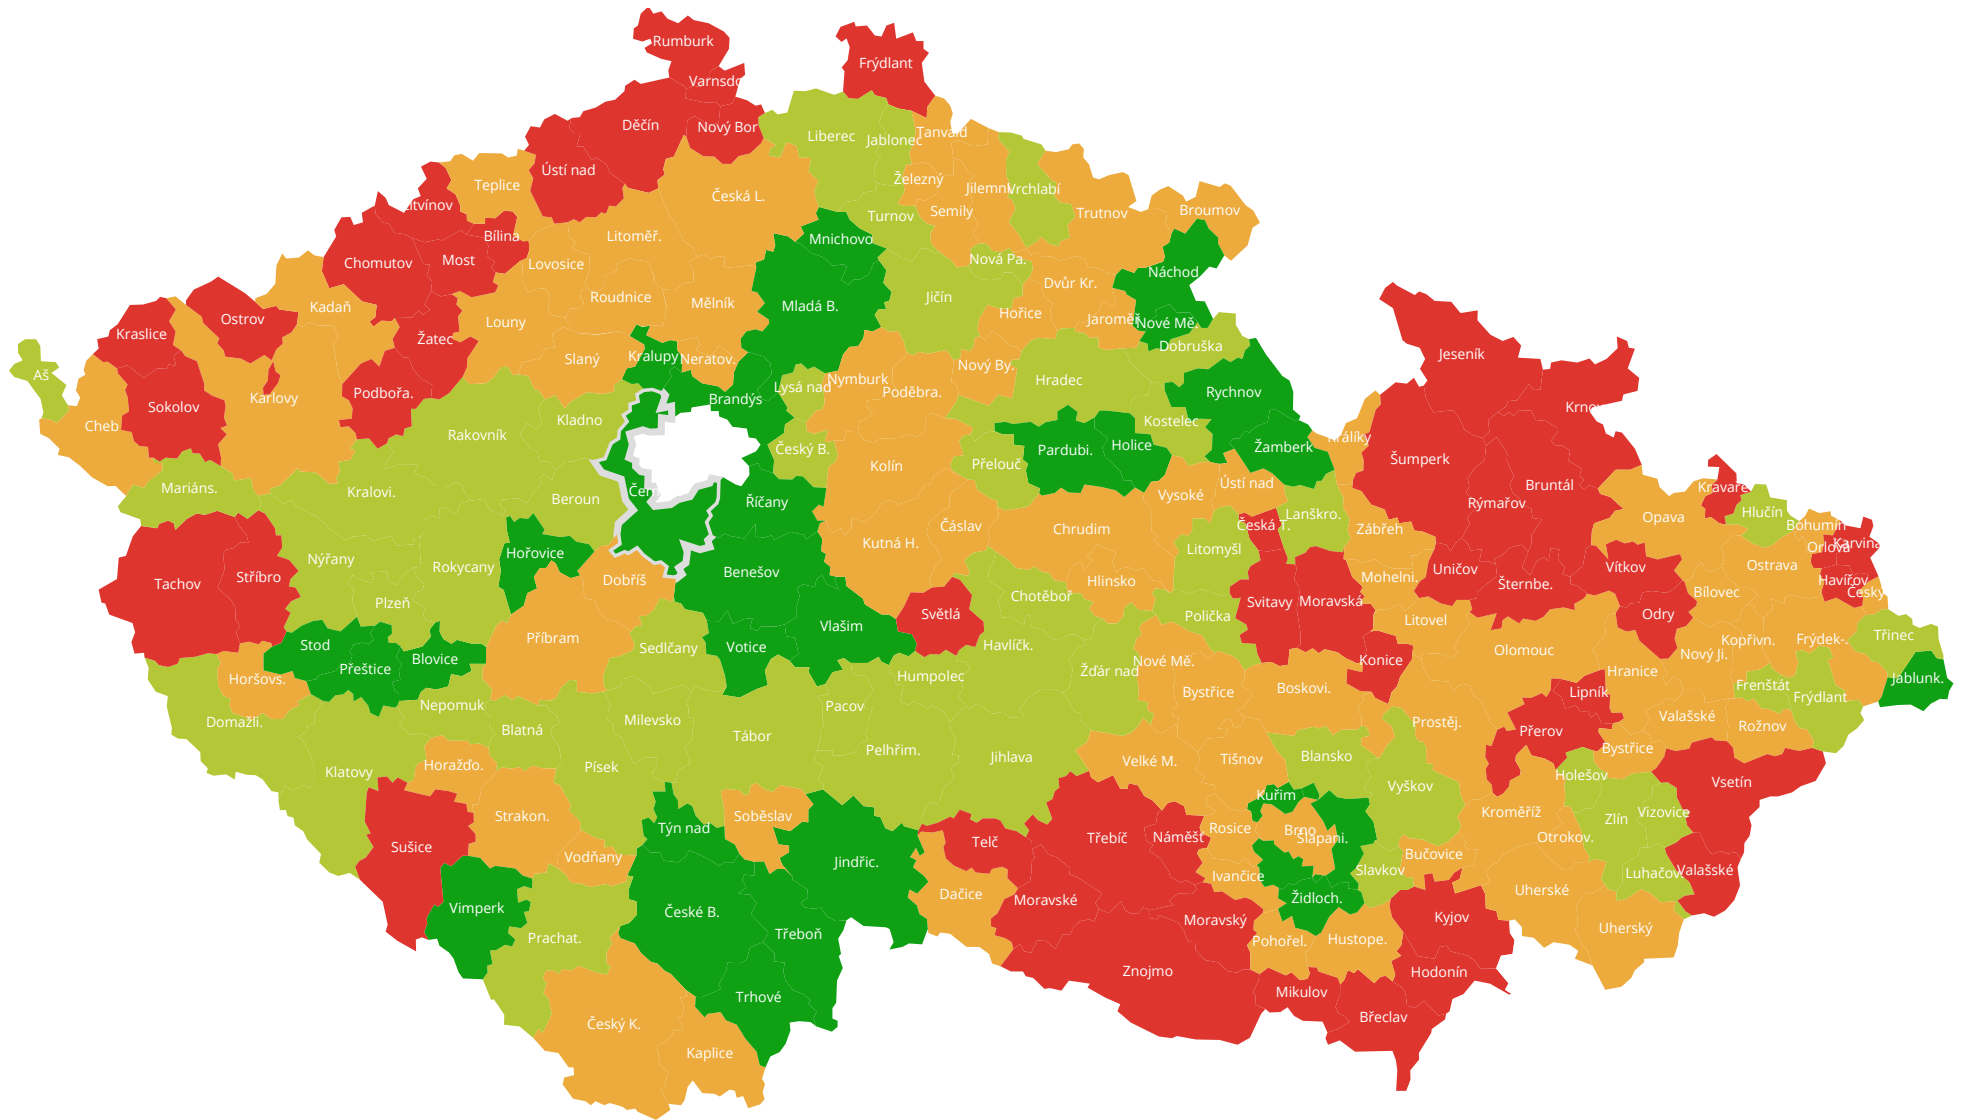 Rumburk
Frýdlant
Varnsdo
Děčín
Nový Bor
Liberec
Jablonec
Tanvald
Ústí nad
Teplice
Železný
Jilemni
Vrchlabí
Česká L.
Litvínov
Semily
Turnov
Trutnov
Broumov
Bílina
Litoměř.
Mnichovo
Chomutov
Most
Lovosice
Nová Pa.
Náchod
Dvůr Kr.
Roudnice
Mělník
Mladá B.
Jičín
Kadaň
Hořice
Ostrov
Louny
Jaroměř
Nové Mě.
Kraslice
Žatec
Dobruška
Jeseník
Slaný
Kralupy
Neratov.
Nový By.
Aš
Nymburk
Hradec
Lysá nad
Poděbra.
Rychnov
Podbořa.
Karlovy
Brandýs
Sokolov
Krnov
Kladno
Kostelec
Cheb
Rakovník
Králíky
Holice
Žamberk
Český B.
Pardubi.
Šumperk
Přelouč
Kolín
Mariáns.
Kralovi.
Ústí nad
Bruntál
Kravaře
Čern
Vysoké
Beroun
Říčany
Rýmařov
Lanškro.
Hlučín
Opava
Česká T.
Bohumín
Čáslav
Chrudim
Zábřeh
Kutná H.
Karviná
Orlová
Litomyšl
Hořovice
Nýřany
Rokycany
Ostrava
Vítkov
Uničov
Benešov
Stříbro
Mohelni.
Dobříš
Hlinsko
Havířov
Tachov
Šternbe.
Bílovec
Český
Chotěboř
Plzeň
Svitavy
Moravská
Světlá
Odry
Polička
Litovel
Vlašim
Třinec
Příbram
Frýdek-.
Kopřivn.
Stod
Havlíčk.
Votice
Sedlčany
Olomouc
Nový Ji.
Blovice
Konice
Nové Mě.
Přeštice
Žďár nad
Hranice
Humpolec
Horšovs.
Jablunk.
Frenštát
Boskovi.
Bystřice
Lipník
Frýdlant
Nepomuk
Pacov
Valašské
Milevsko
Domažli.
Prostěj.
Rožnov
Blatná
Přerov
Tábor
Bystřice
Pelhřim.
Blansko
Jihlava
Tišnov
Velké M.
Horažďo.
Písek
Klatovy
Holešov
Vsetín
Vyškov
Kuřim
Kroměříž
Vizovice
Strakon.
Soběslav
Zlín
Týn nad
Rosice
Brno
Šlapani.
Náměšť
Třebíč
Otrokov.
Telč
Sušice
Bučovice
Vodňany
Jindřic.
Slavkov
Valašské
Luhačov.
Ivančice
Uherské
Dačice
Židloch.
Moravské
Vimperk
České B.
Kyjov
Moravský
Uherský
Třeboň
Prachat.
Hustope.
Pohořel.
Znojmo
Hodonín
Mikulov
Trhové
Břeclav
Český K.
Kaplice